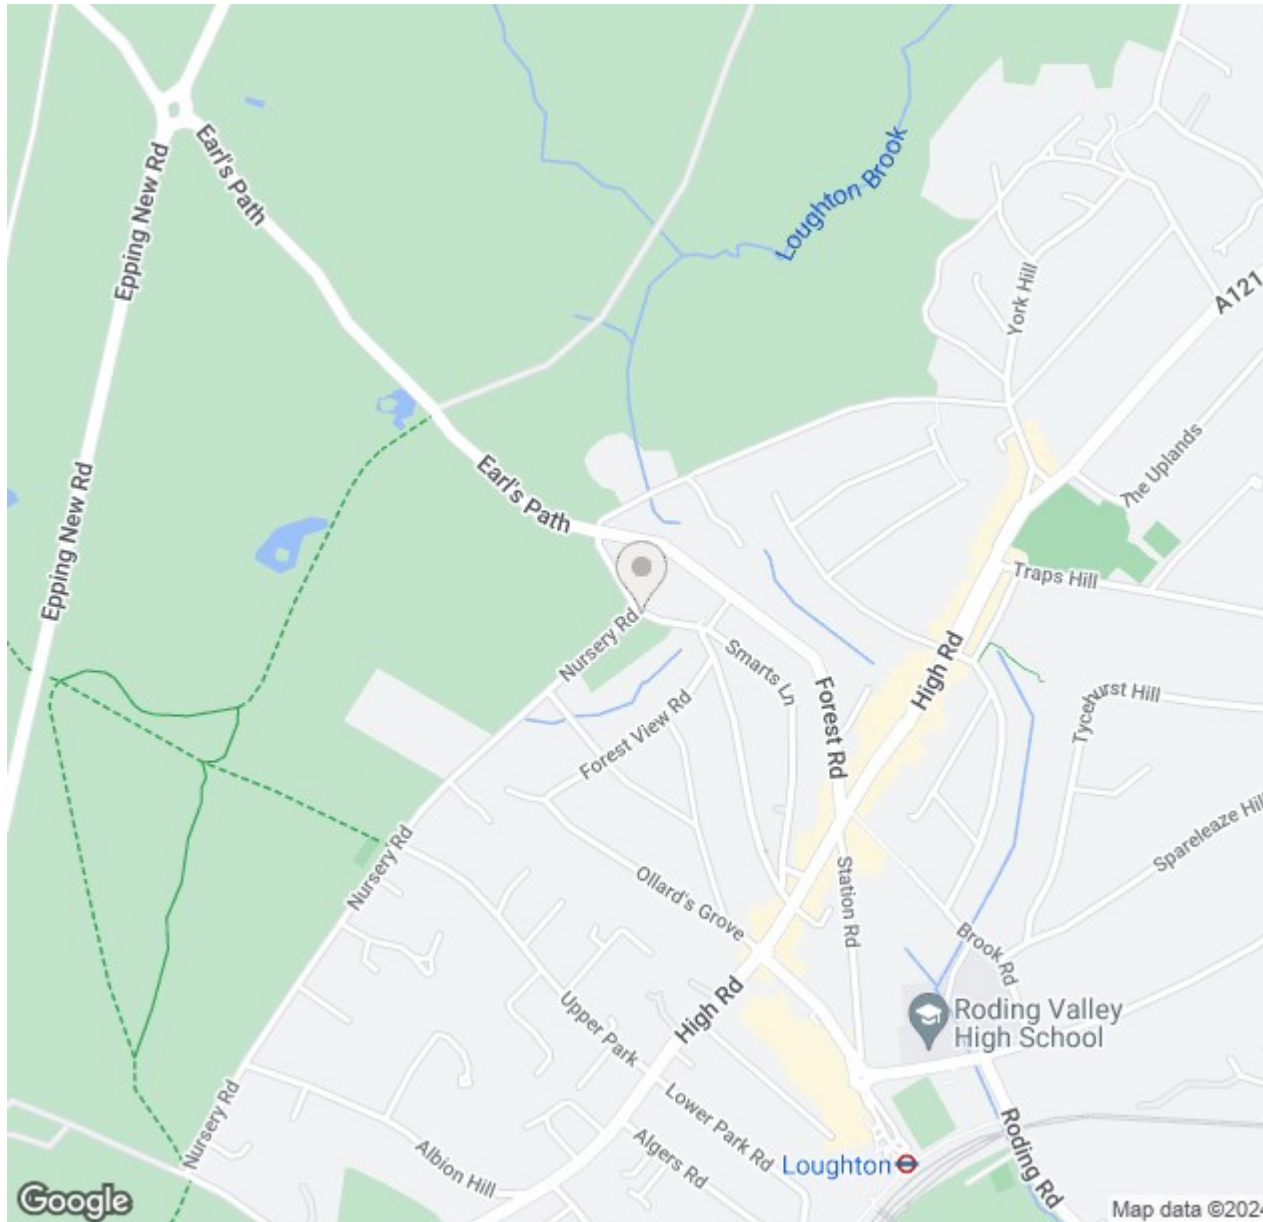 Earl's Path
Epping New Rd
Loughton Brook
York Hill
A121
Epping New Rd
Earl's Path
The Uplands
Traps Hill
Nursery Rd
Smarts Ln
High Rd
Forest View Rd
Forest Rd
Tycehurst Hill
Spareleaze Hill
Nursery Rd
Ollard's Grove
Station Rd
Brook Rd
High Rd
Upper Park
Roding Valley
High School
Nursery Rd
Lower Park Rd
Albion Hill
Algers Rd
Loughton
Roding Rd
Google
Map data ©2024